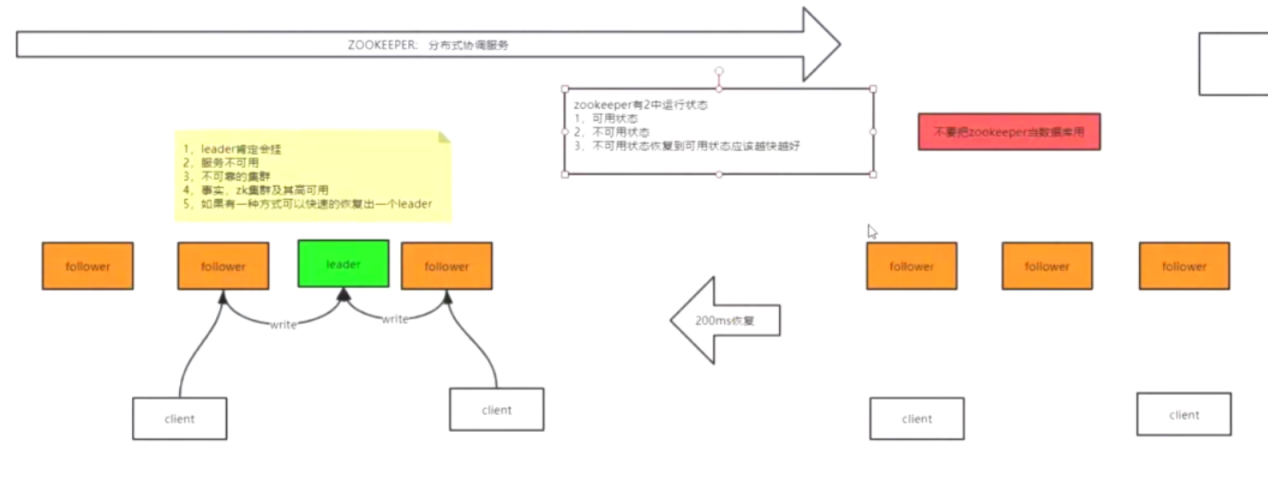 ZOOKEEPER: 分布式协调服务
zookeeper有2中运行状态
1，可用状态
2，不可用状态
3，不可用状态恢复到可用状态应该越快越好
不要把zookeeper当数据库用
1，leader肯定会挂
2，服务不可用
3，不可靠的集群
4，事实，zk集群及其高可用
5，如果有一种方式可以快速的恢复出一个leader
follower
follower
leader
follower
follower
follower
follower
write
write
200ms恢复
client
client
client
client